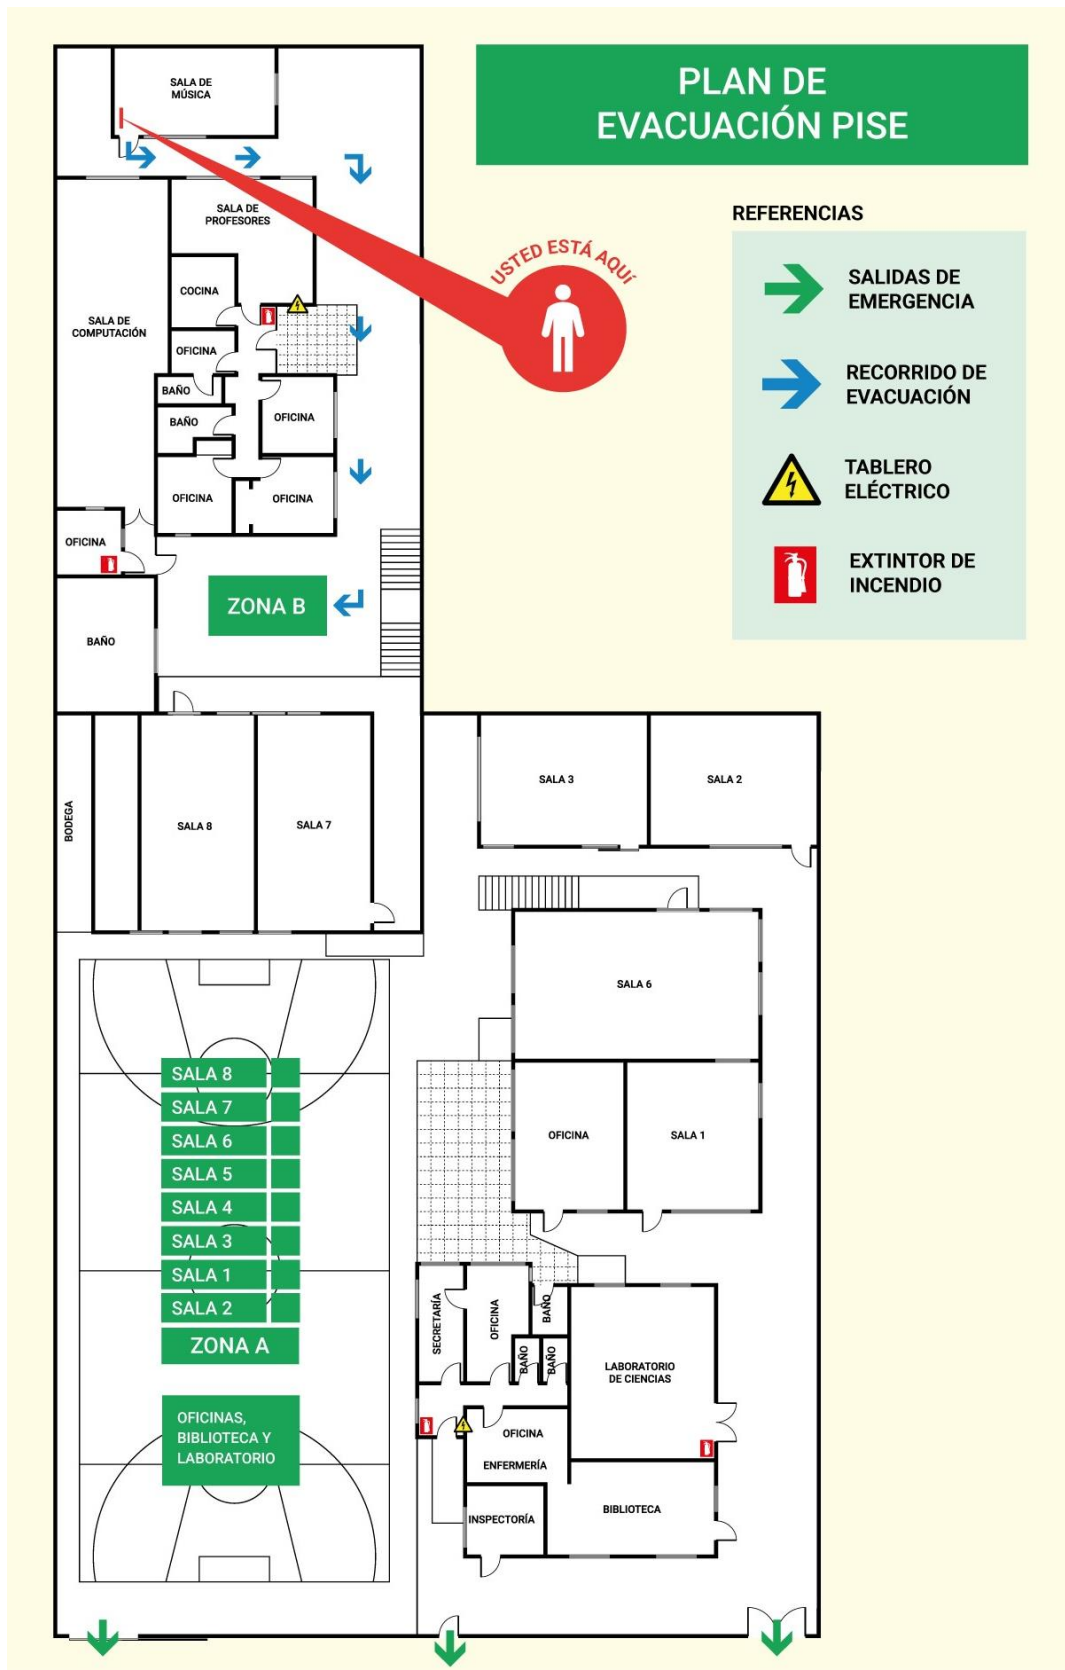 PLAN DE
EVACUACIÓN PISE
REFERENCIAS
SALIDAS DE
EMERGENCIA
RECORRIDO DE
EVACUACIÓN
TABLERO
ELÉCTRICO
EXTINTOR DE
INCENDIO
USTED ESTÁ AQUÍ
SALA DE
MÚSICA
SALA DE
PROFESORES
COCINA
SALA DE
COMPUTACIÓN
OFICINA
BAÑO
BAÑO
OFICINA
OFICINA
OFICINA
OFICINA
ZONA B
BAÑO
BODEGA
SALA 8
SALA 7
SALA 3
SALA 2
SALA 6
OFICINA
SALA 1
SALA 8
SALA 7
SALA 6
SALA 5
SALA 4
SALA 3
SALA 1
SALA 2
ZONA A
OFICINAS,
BIBLIOTECA Y
LABORATORIO
SECRETARÍA
OFICINA
BAÑO
BAÑO
BAÑO
LABORATORIO
DE CIENCIAS
OFICINA
ENFERMERÍA
INSPECTORÍA
BIBLIOTECA